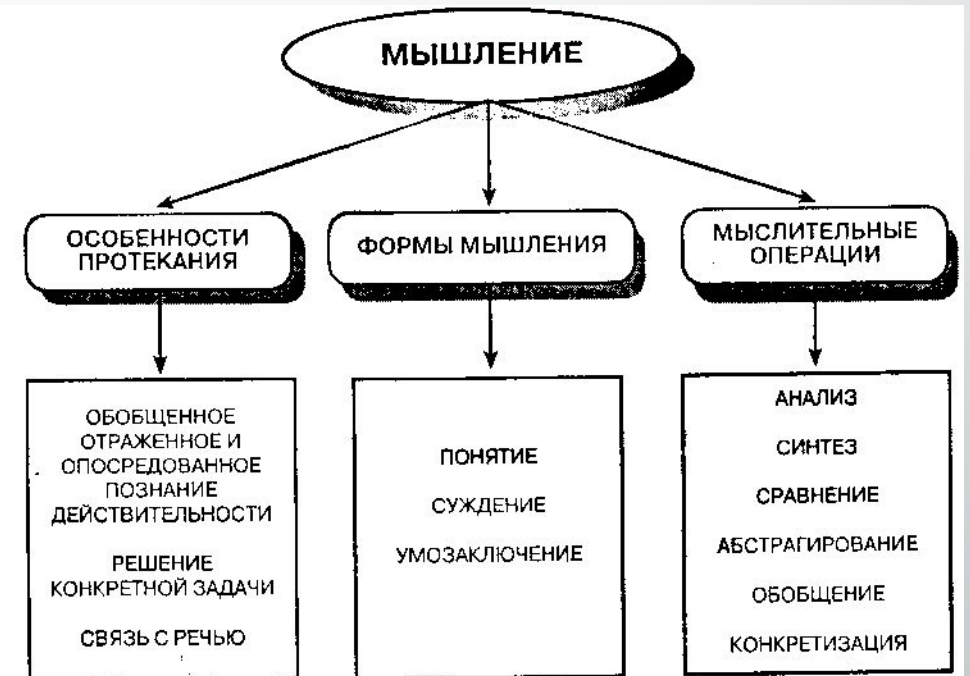 МЫШЛЕНИЕ
ОСОБЕННОСТИ
ПРОТЕКАНИЯ
ФОРМЫ МЫШЛЕНИЯ
МЫСЛИТЕЛЬНЫЕ
ОПЕРАЦИИ
ОБОБЩЕННОЕ
ОТРАЖЕННОЕ И
ОПОСРЕДОВАННОЕ
ПОЗНАНИЕ
ДЕЙСТВИТЕЛЬНОСТИ
РЕШЕНИЕ
КОНКРЕТНОЙ ЗАДАЧИ
СВЯЗЬ С РЕЧЬЮ
ПОНЯТИЕ
СУЖДЕНИЕ
УМОЗАКЛЮЧЕНИЕ
АНАЛИЗ
СИНТЕЗ
СРАВНЕНИЕ
АБСТРАГИРОВАНИЕ
ОБОБЩЕНИЕ
КОНКРЕТИЗАЦИЯ